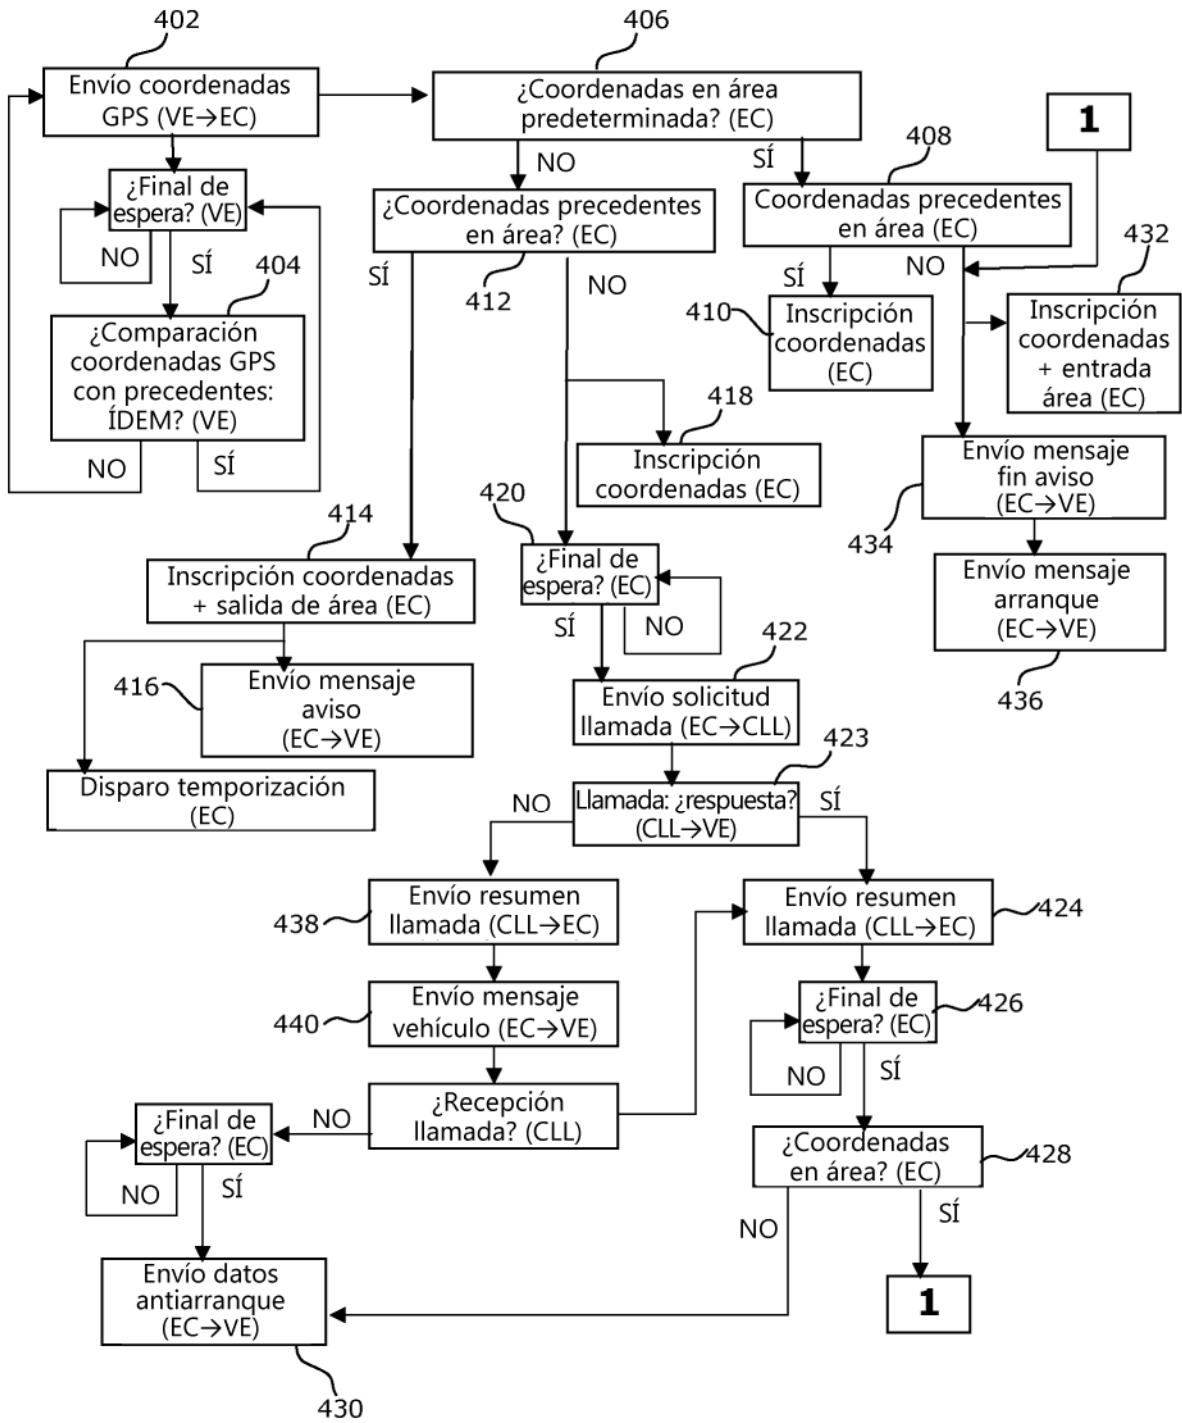 402
406
Envío coordenadas
GPS (VE→EC)
¿Coordenadas en área
predeterminada? (EC)
1
NO
SÍ
408
¿Final de
espera? (VE)
NO
SÍ
¿Coordenadas precedentes
en área? (EC)
Coordenadas precedentes
en área (EC)
432
404
SÍ
412
NO
SÍ
NO
¿Comparación
coordenadas GPS
con precedentes:
ÍDEM? (VE)
NO
SÍ
410
Inscripción
coordenadas
(EC)
Inscripción
coordenadas
+ entrada
área (EC)
418
Inscripción
coordenadas (EC)
Envío mensaje
fin aviso
(EC→VE)
434
420
414
¿Final de
espera? (EC)
SÍ
NO
Inscripción coordenadas
+ salida de área (EC)
Envío mensaje
arranque
(EC→VE)
436
416
Envío mensaje
aviso
(EC→VE)
422
Envío solicitud
llamada (EC→CLL)
Disparo temporización
(EC)
423
NO
Llamada: ¿respuesta?
(CLL→VE)
SÍ
438
Envío resumen
llamada (CLL→EC)
Envío resumen
llamada (CLL→EC)
424
440
Envío mensaje
vehículo (EC→VE)
¿Final de
espera? (EC)
426
NO
SÍ
¿Final de
espera? (EC)
NO
¿Recepción
llamada? (CLL)
NO
SÍ
¿Coordenadas
en área? (EC)
428
NO
SÍ
Envío datos
antiarranque
(EC→VE)
1
430